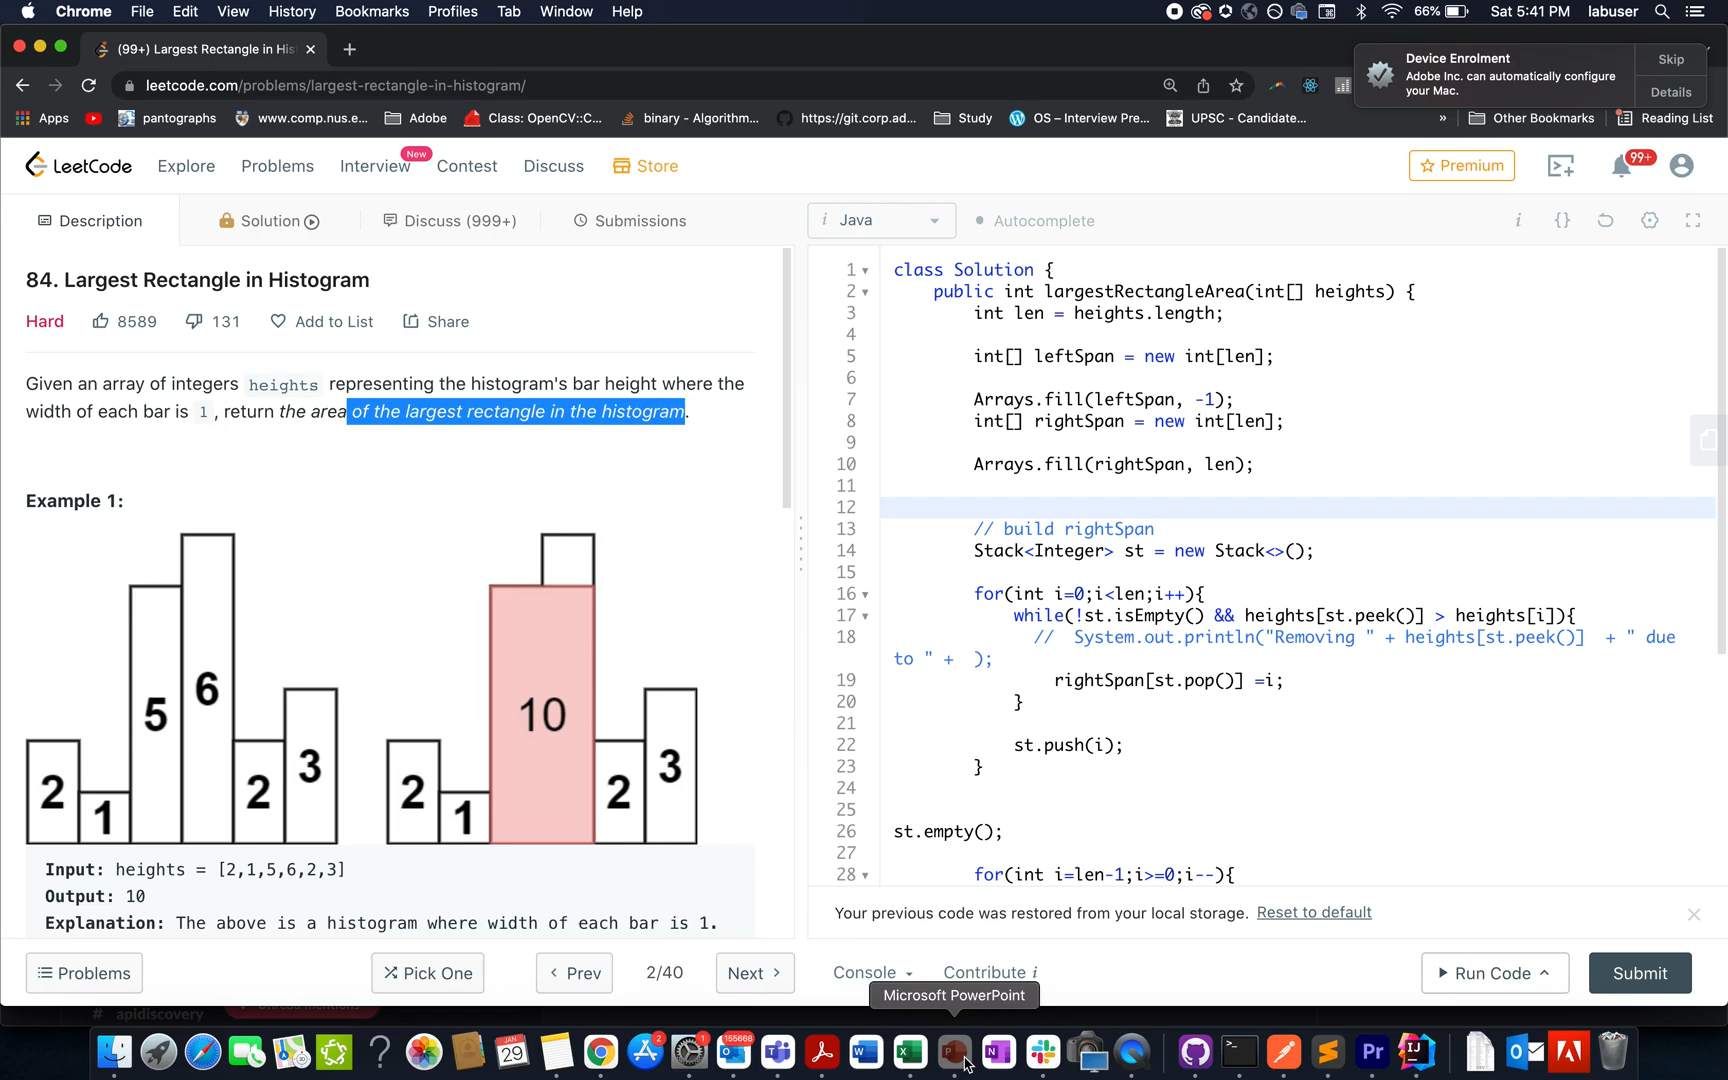 Chrome File Edit View History Bookmarks Profiles Tab Window Help 66% Sat 5:41 PM labuser
(99+) Largest Rectangle in His
Device Enrolment
Adobe Inc. can automatically configure your Mac.
Skip
Details
leetcode.com/problems/largest-rectangle-in-histogram/
Apps pantographs www.comp.nus.e... Adobe Class: OpenCV::C... binary - Algorithm... https://git.corp.ad... Study OS – Interview Pre... UPSC - Candidate... » Other Bookmarks Reading List
LeetCode Explore Problems Interview New Contest Discuss Store Premium 99+
Description Solution Discuss (999+) Submissions
i Java Autocomplete
84. Largest Rectangle in Histogram
Hard 8589 131 Add to List Share
Given an array of integers heights representing the histogram's bar height where the
width of each bar is 1 , return the area of the largest rectangle in the histogram.
Example 1:
2 1 5 6 2 3
2 1 10 2 3
Input: heights = [2,1,5,6,2,3]
Output: 10
Explanation: The above is a histogram where width of each bar is 1.
1 class Solution {
2 public int largestRectangleArea(int[] heights) {
3 int len = heights.length;
4
5 int[] leftSpan = new int[len];
6
7 Arrays.fill(leftSpan, -1);
8 int[] rightSpan = new int[len];
9
10 Arrays.fill(rightSpan, len);
11
12
13 // build rightSpan
14 Stack<Integer> st = new Stack<>();
15
16 for(int i=0;i<len;i++){
17 while(!st.isEmpty() && heights[st.peek()] > heights[i]){
18 // System.out.println("Removing " + heights[st.peek()] + " due
to " + );
19 rightSpan[st.pop()] =i;
20 }
21
22 st.push(i);
23 }
24
25
26 st.empty();
27
28 for(int i=len-1;i>=0;i--){
Your previous code was restored from your local storage. Reset to default
Problems Pick One Prev 2/40 Next Console Contribute i Run Code Submit
Microsoft PowerPoint
# apidiscovery
2 1 155668
JAN 29